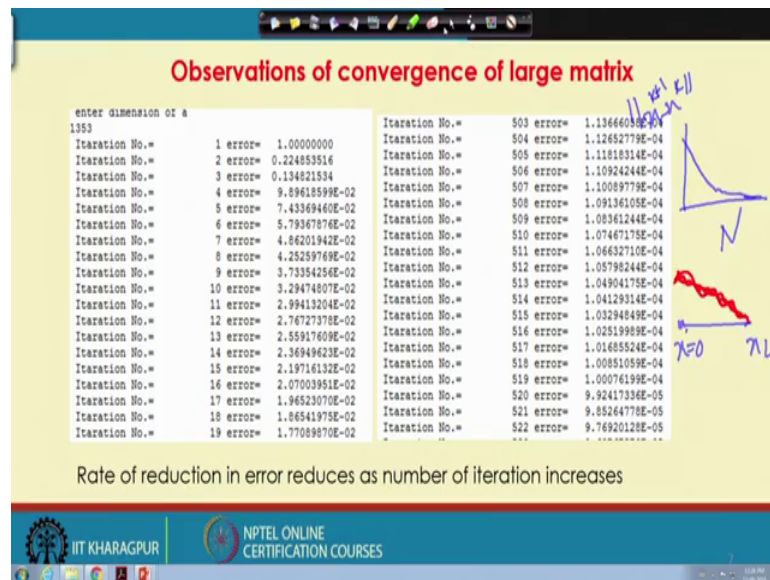 Observations of convergence of large matrix
enter dimension of a
1353
Itaration No.= 1 error= 1.00000000
Itaration No.= 2 error= 0.224853516
Itaration No.= 3 error= 0.134821534
Itaration No.= 4 error= 9.89618599E-02
Itaration No.= 5 error= 7.43369460E-02
Itaration No.= 6 error= 5.79367876E-02
Itaration No.= 7 error= 4.86201942E-02
Itaration No.= 8 error= 4.25259769E-02
Itaration No.= 9 error= 3.73354256E-02
Itaration No.= 10 error= 3.29474807E-02
Itaration No.= 11 error= 2.99413204E-02
Itaration No.= 12 error= 2.76727378E-02
Itaration No.= 13 error= 2.55917609E-02
Itaration No.= 14 error= 2.36949623E-02
Itaration No.= 15 error= 2.19716132E-02
Itaration No.= 16 error= 2.07003951E-02
Itaration No.= 17 error= 1.96523070E-02
Itaration No.= 18 error= 1.86541975E-02
Itaration No.= 19 error= 1.77089870E-02
Itaration No.= 503 error=
Itaration No.= 504 error= 1.12652779E-04
Itaration No.= 505 error= 1.11818314E-04
Itaration No.= 506 error= 1.10924244E-04
Itaration No.= 507 error= 1.10089779E-04
Itaration No.= 508 error= 1.09136105E-04
Itaration No.= 509 error= 1.08361244E-04
Itaration No.= 510 error= 1.07467175E-04
Itaration No.= 511 error= 1.06632710E-04
Itaration No.= 512 error= 1.05798244E-04
Itaration No.= 513 error= 1.04904175E-04
Itaration No.= 514 error= 1.04129314E-04
Itaration No.= 515 error= 1.03294849E-04
Itaration No.= 516 error= 1.02519989E-04
Itaration No.= 517 error= 1.01685524E-04
Itaration No.= 518 error= 1.00851059E-04
Itaration No.= 519 error= 1.00076199E-04
Itaration No.= 520 error= 9.92417336E-05
Itaration No.= 521 error= 9.85264778E-05
Itaration No.= 522 error= 9.76920128E-05
N
x=0
Rate of reduction in error reduces as number of iteration increases
IIT KHARAGPUR
NPTEL ONLINE
CERTIFICATION COURSES
7